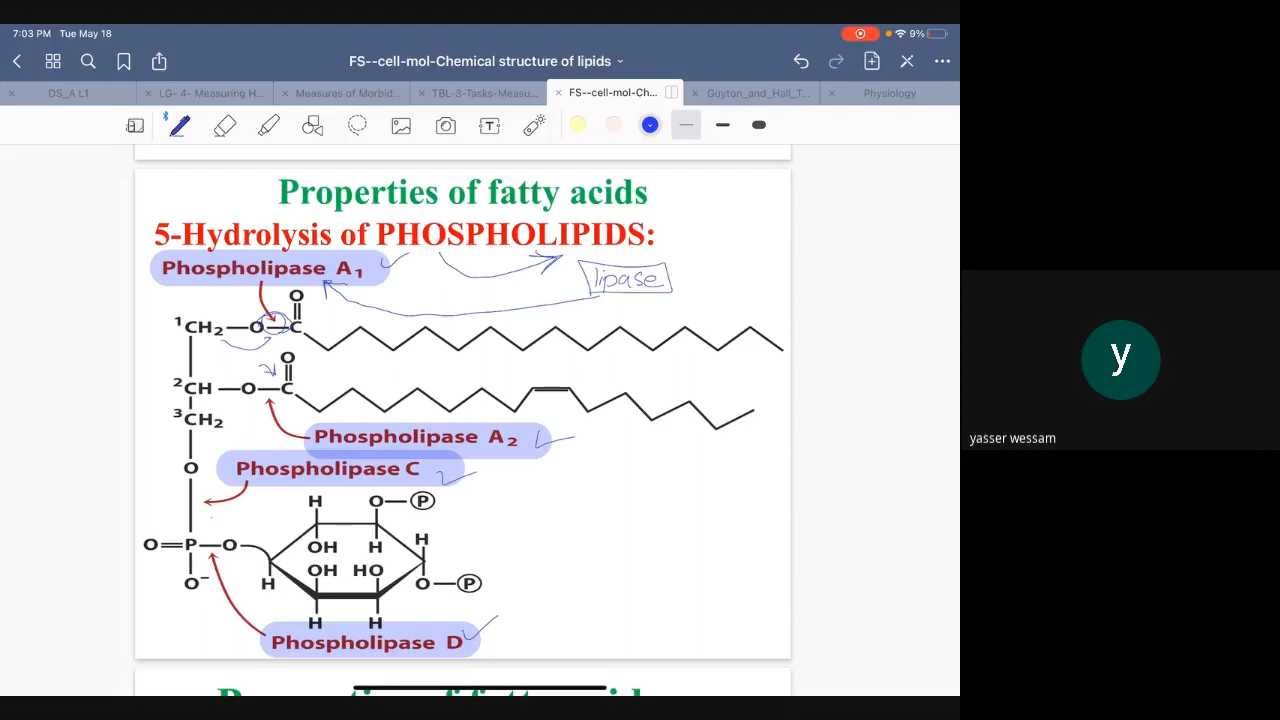 7:03 PM Tue May 18
9%
FS--cell-mol-Chemical structure of lipids
DS_A L1
LG- 4- Measuring H...
Measures of Morbid...
TBL-3-Tasks-Measu...
FS--cell-mol-Ch...
Guyton_and_Hall_T...
Physiology
Properties of fatty acids
5-Hydrolysis of PHOSPHOLIPIDS:
Phospholipase A1
lipase
O
1CH2—O—C
O
2CH—O—C
3CH2
Phospholipase A2
O
Phospholipase C
H O—P
OH H H
O=P—O
OH HO
O− H O—P
H H
Phospholipase D
y
yasser wessam